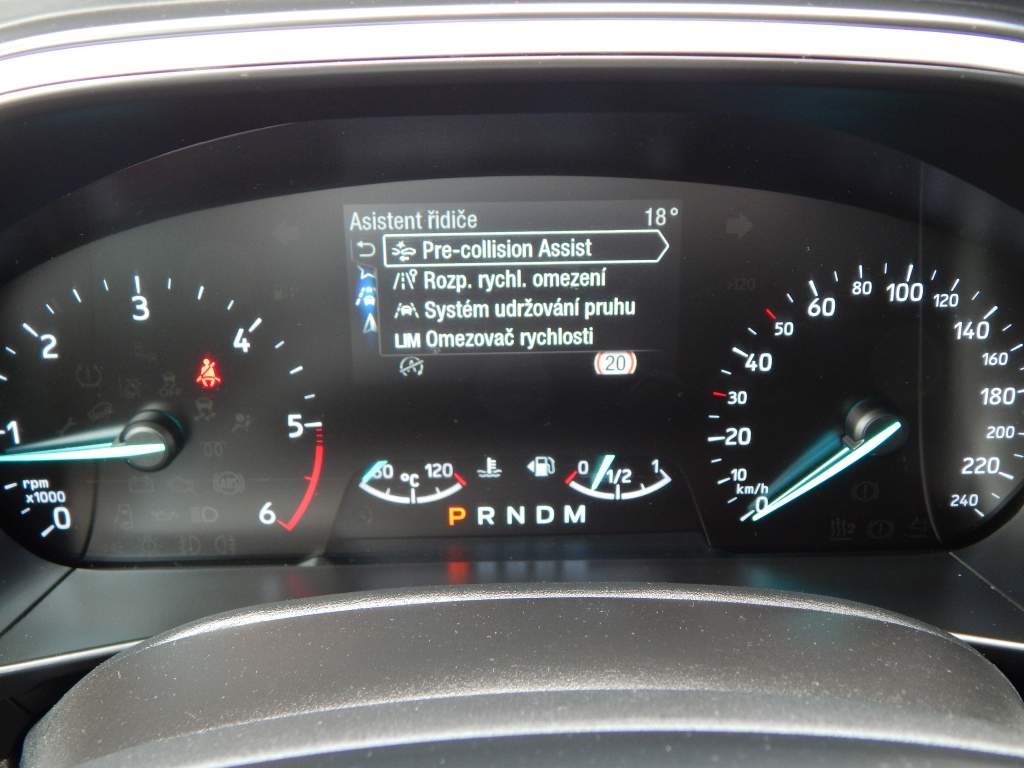 Asistent řidiče 18°
Pre-collision Assist
Rozp. rychl. omezení
Systém udržování pruhu
LIM Omezovač rychlosti
20
0 1 2 3 4 5 6
rpm
x1000
60 120
°C
0 1/2 1
P R N D M
0 10 20 30 40 50 60 80 100 120 140 160 180 200 220 240
km/h